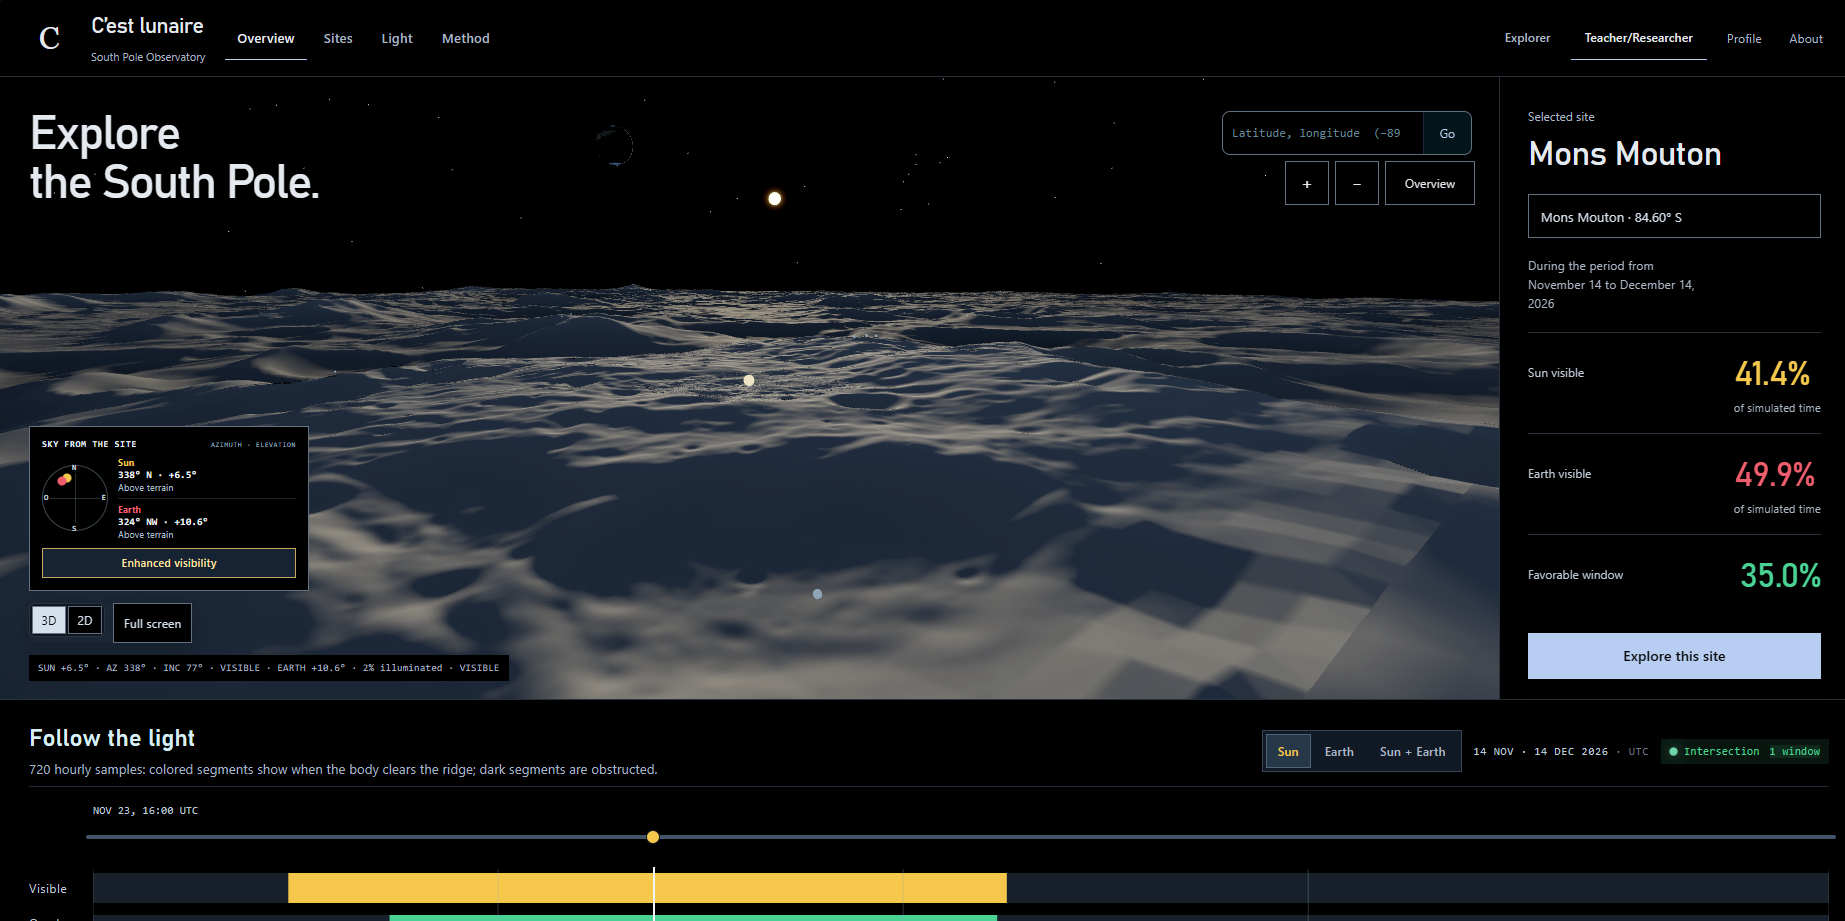 C
C'est lunaire
South Pole Observatory
Overview
Sites
Light
Method
Explorer
Teacher/Researcher
Profile
About
Explore
the South Pole.
Latitude, longitude (-89
Go
+
−
Overview
SKY FROM THE SITE
AZIMUTH · ELEVATION
N
O
E
S
Sun
338° N · +6.5°
Above terrain
Earth
324° NW · +10.6°
Above terrain
Enhanced visibility
3D
2D
Full screen
SUN +6.5° · AZ 338° · INC 77° · VISIBLE · EARTH +10.6° · 2% illuminated · VISIBLE
Selected site
Mons Mouton
Mons Mouton · 84.60° S
During the period from
November 14 to December 14,
2026
Sun visible
41.4%
of simulated time
Earth visible
49.9%
of simulated time
Favorable window
35.0%
Explore this site
Follow the light
720 hourly samples: colored segments show when the body clears the ridge; dark segments are obstructed.
Sun
Earth
Sun + Earth
14 NOV · 14 DEC 2026 · UTC
Intersection 1 window
NOV 23, 16:00 UTC
Visible